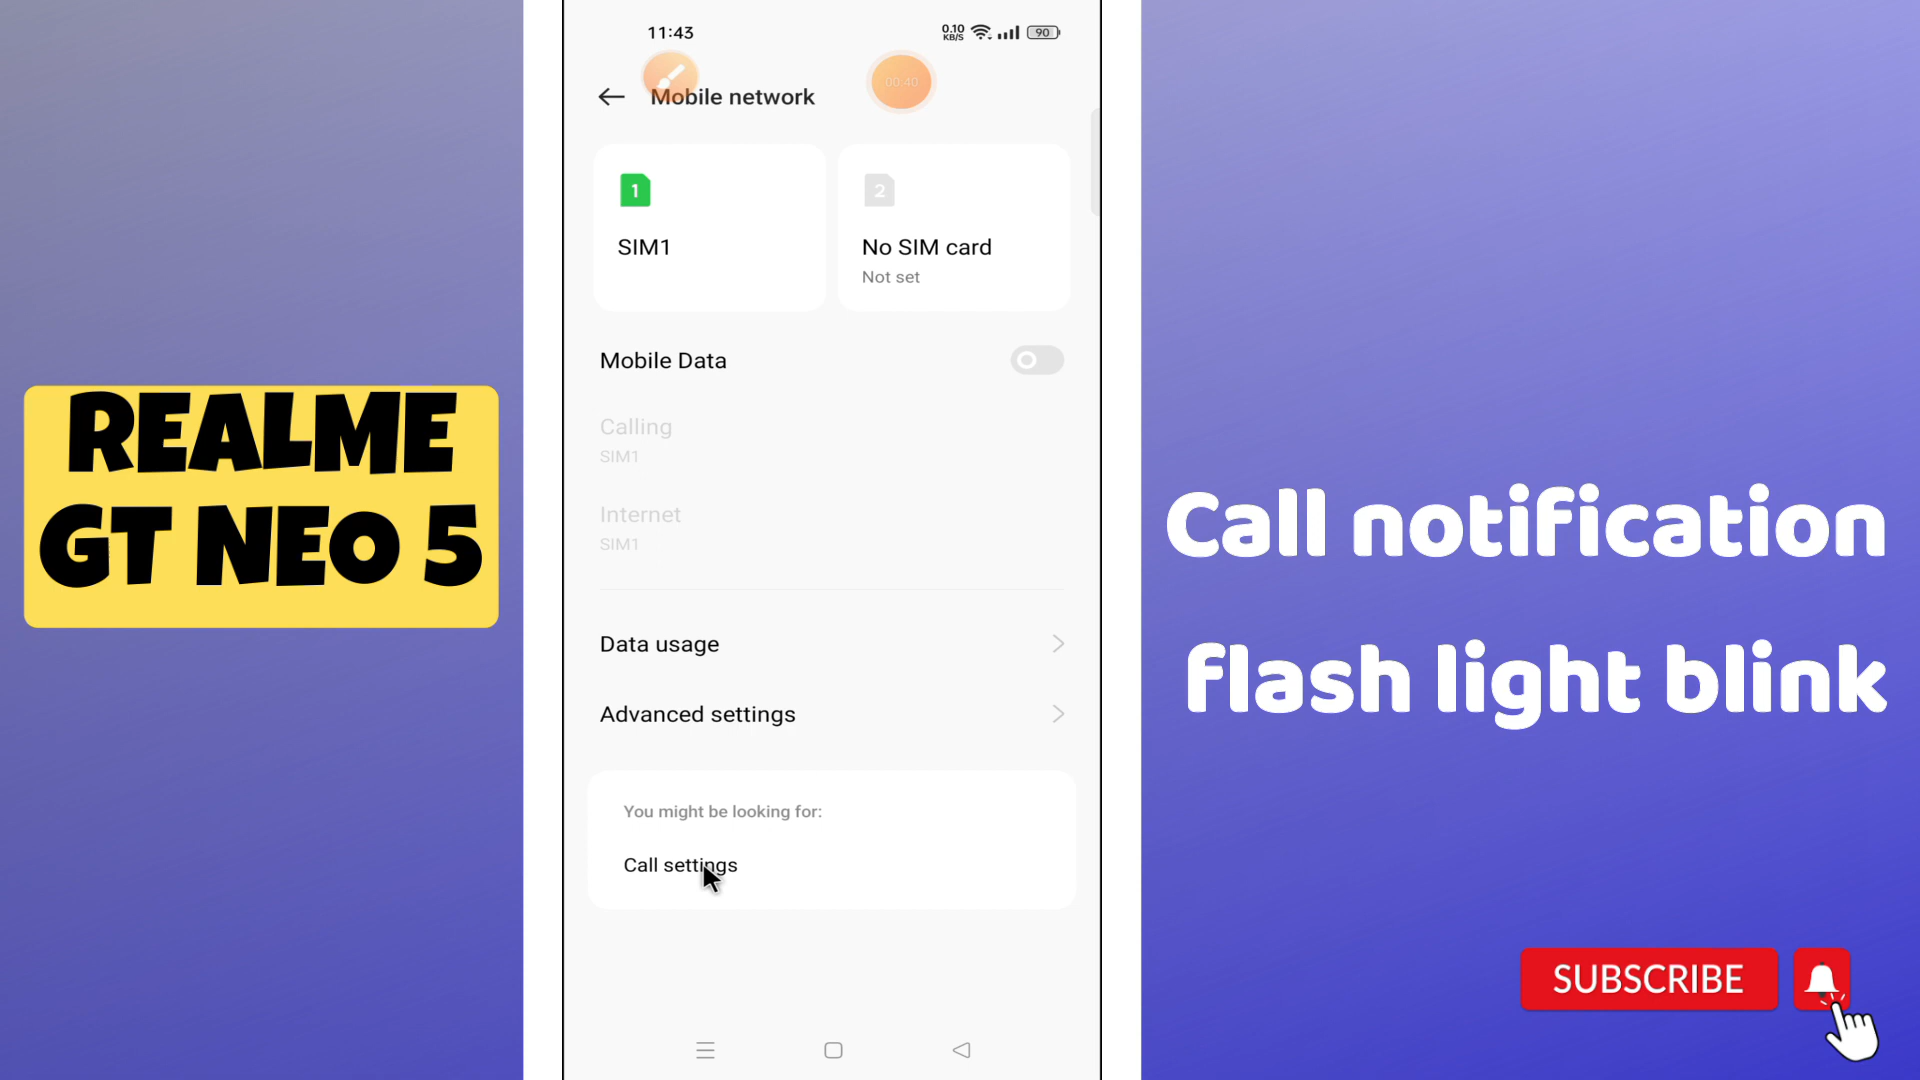 REALME
GT NEO 5
11:43
0.10
KB/S
90
00:40
Mobile network
1
SIM1
2
No SIM card
Not set
Mobile Data
Calling
SIM1
Internet
SIM1
Data usage
Advanced settings
You might be looking for:
Call settings
Call notification
flash light blink
SUBSCRIBE